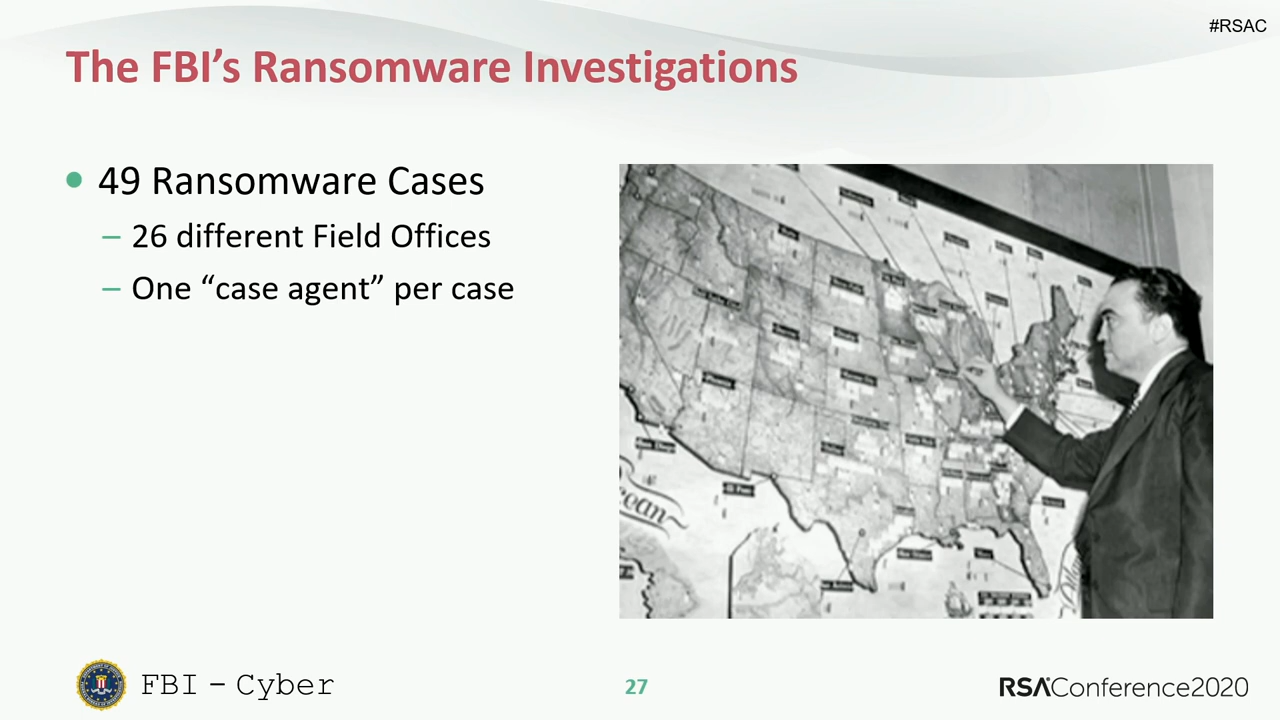 #RSAC
The FBI’s Ransomware Investigations
• 49 Ransomware Cases
– 26 different Field Offices
– One “case agent” per case
FBI – Cyber
27
RSAConference2020